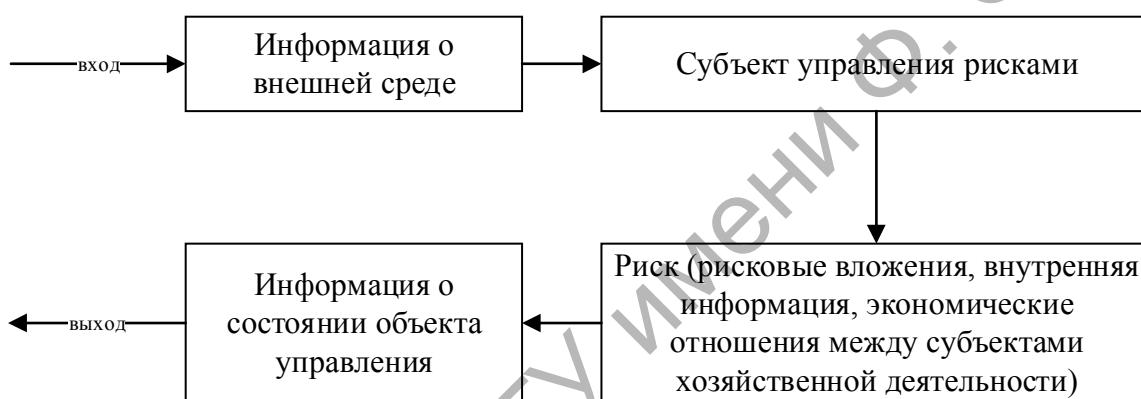 вход
Информация о
внешней среде
Субъект управления рисками
выход
Информация о
состоянии объекта
управления
Риск (рисковые вложения, внутренняя
информация, экономические
отношения между субъектами
хозяйственной деятельности)
имени Ф.